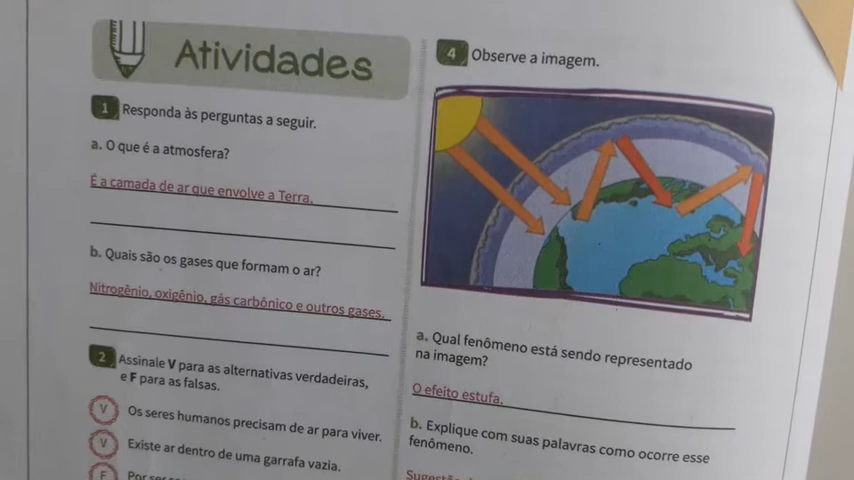 Atividades
1 Responda às perguntas a seguir.
a. O que é a atmosfera?
É a camada de ar que envolve a Terra.
b. Quais são os gases que formam o ar?
Nitrogênio, oxigênio, gás carbônico e outros gases.
2 Assinale V para as alternativas verdadeiras,
e F para as falsas.
V Os seres humanos precisam de ar para viver.
V Existe ar dentro de uma garrafa vazia.
F Por ser
4 Observe a imagem.
a. Qual fenômeno está sendo representado
na imagem?
O efeito estufa.
b. Explique com suas palavras como ocorre esse
fenômeno.
Sugestão